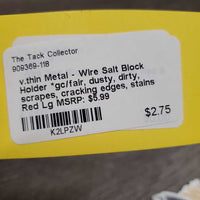 The Tack Collector
909369-118
v.thin Metal - Wire Salt Block
Holder *gc/fair, dusty, dirty,
scrapes, cracking edges, stains
Red Lg MSRP: $5.99
$2.75
K2LPZW